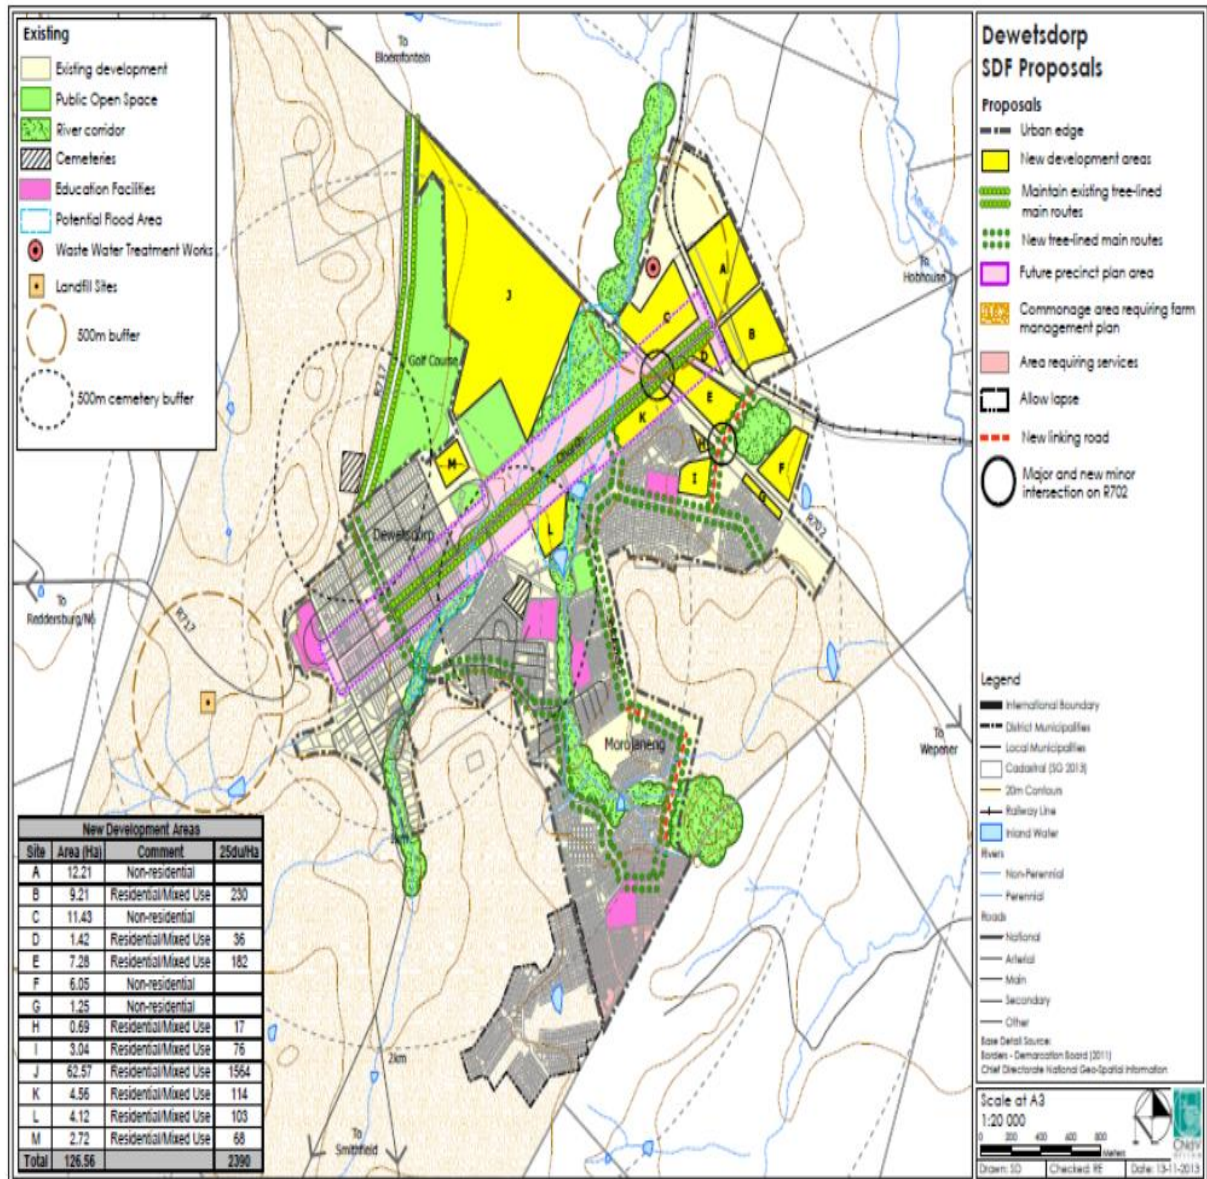 Existing
Existing development
Public Open Space
River corridor
Cemeteries
Education Facilities
Potential Flood Area
Waste Water Treatment Works
Landfill Sites
500m buffer
500m cemetery buffer
To
Bloemfontein
To
Hobhouse
To
Reddersburg/N6
To
Wepener
To
Smithfield
R717
R717
R702
Golf Course
Church
Dewetsdorp
Morojaneng
2km
A
B
C
D
E
F
G
H
I
J
K
L
M
New Development Areas
Site Area (Ha) Comment 25du/Ha
A 12.21 Non-residential
B 9.21 Residential/Mixed Use 230
C 11.43 Non-residential
D 1.42 Residential/Mixed Use 36
E 7.28 Residential/Mixed Use 182
F 6.05 Non-residential
G 1.25 Non-residential
H 0.69 Residential/Mixed Use 17
I 3.04 Residential/Mixed Use 76
J 62.57 Residential/Mixed Use 1564
K 4.56 Residential/Mixed Use 114
L 4.12 Residential/Mixed Use 103
M 2.72 Residential/Mixed Use 68
Total 126.56 2390
Dewetsdorp
SDF Proposals
Proposals
Urban edge
New development areas
Maintain existing tree-lined
main routes
New tree-lined main routes
Future precinct plan area
Commonage area requiring farm
management plan
Area requiring services
Allow lapse
New linking road
Major and new minor
intersection on R702
Legend
International Boundary
District Municipalities
Local Municipalities
Cadastral (SG 2013)
20m Contours
Railway Line
Inland Water
Rivers
Non-Perennial
Perennial
Roads
National
Arterial
Main
Secondary
Other
Base Detail Source:
Borders - Demarcation Board (2011)
Chief Directorate National Geo-Spatial Information
Scale at A3
1:20 000
0 200 400 600 800
Meters
Drawn: SD Checked: RE Date: 13-11-2013